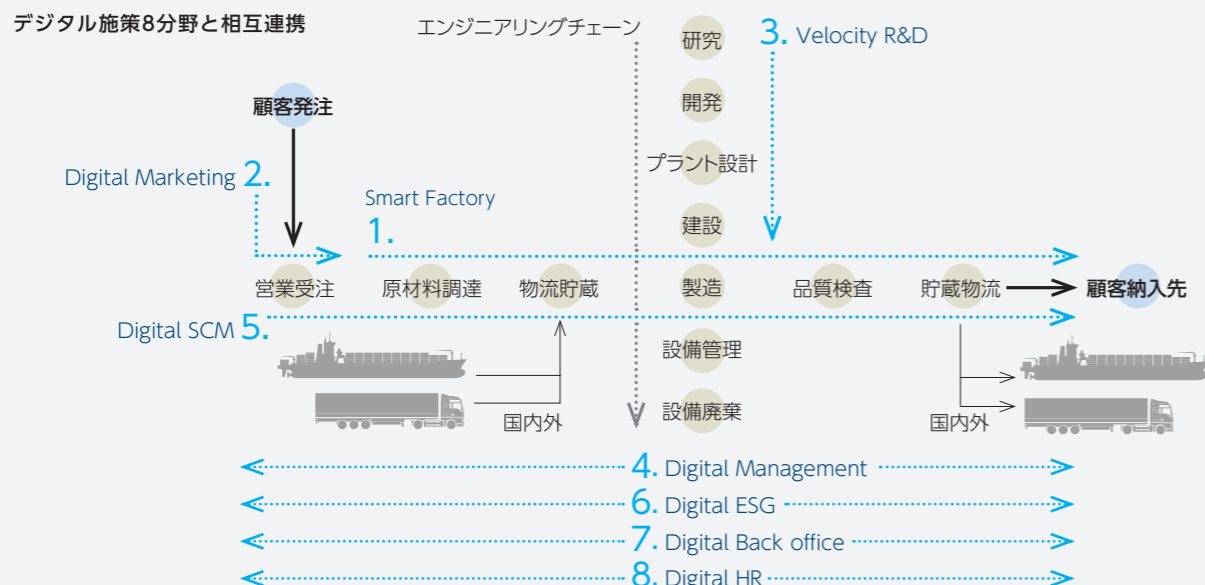 デジタル施策8分野と相互連携
エンジニアリングチェーン
研究
3. Velocity R&D
開発
顧客発注
プラント設計
Digital Marketing 2.
Smart Factory
1.
建設
営業受注
原材料調達
物流貯蔵
製造
品質検査
貯蔵物流
顧客納入先
Digital SCM 5.
設備管理
国内外
設備廃棄
国内外
4. Digital Management
6. Digital ESG
7. Digital Back office
8. Digital HR